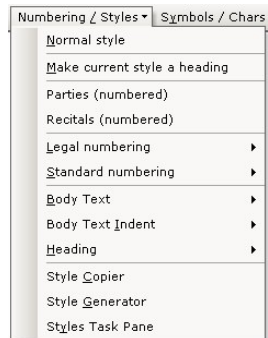 Numbering / Styles Symbols / Chars
Normal style
Make current style a heading
Parties (numbered)
Recitals (numbered)
Legal numbering
Standard numbering
Body Text
Body Text Indent
Heading
Style Copier
Style Generator
Styles Task Pane